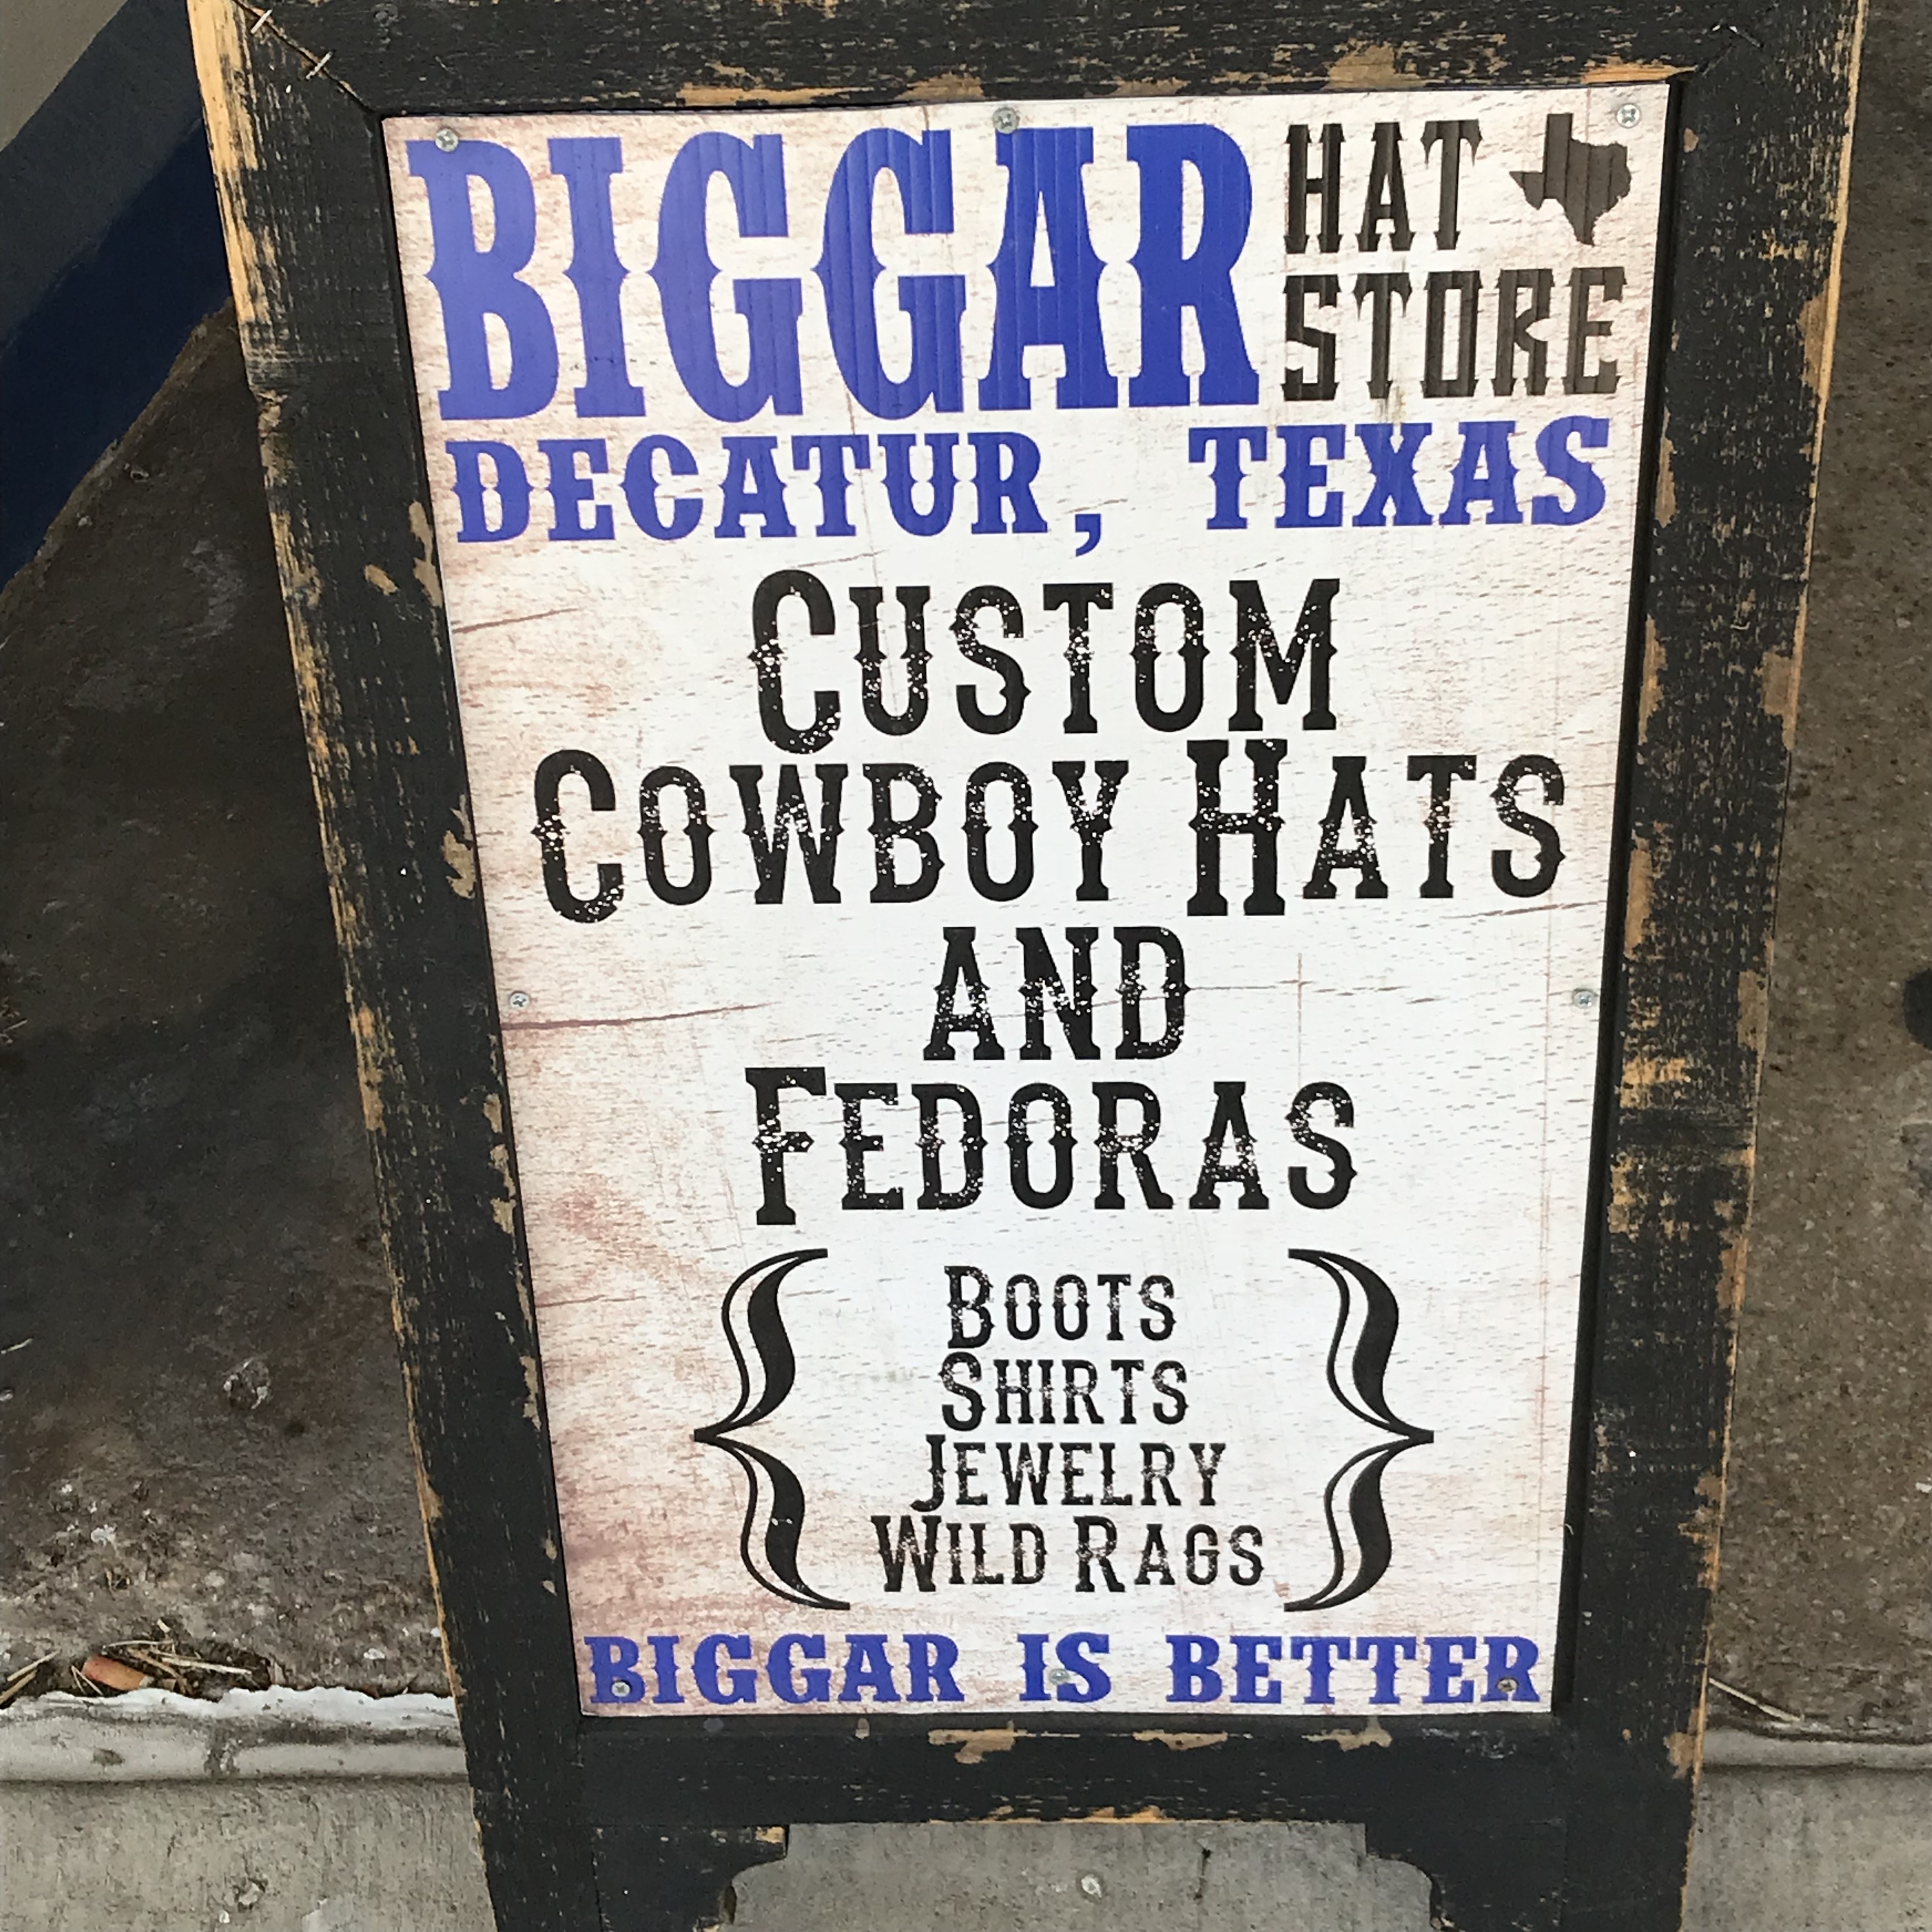 BIGGAR HAT STORE
DECATUR, TEXAS
CUSTOM
COWBOY HATS
AND
FEDORAS
BOOTS
SHIRTS
JEWELRY
WILD RAGS
BIGGAR IS BETTER